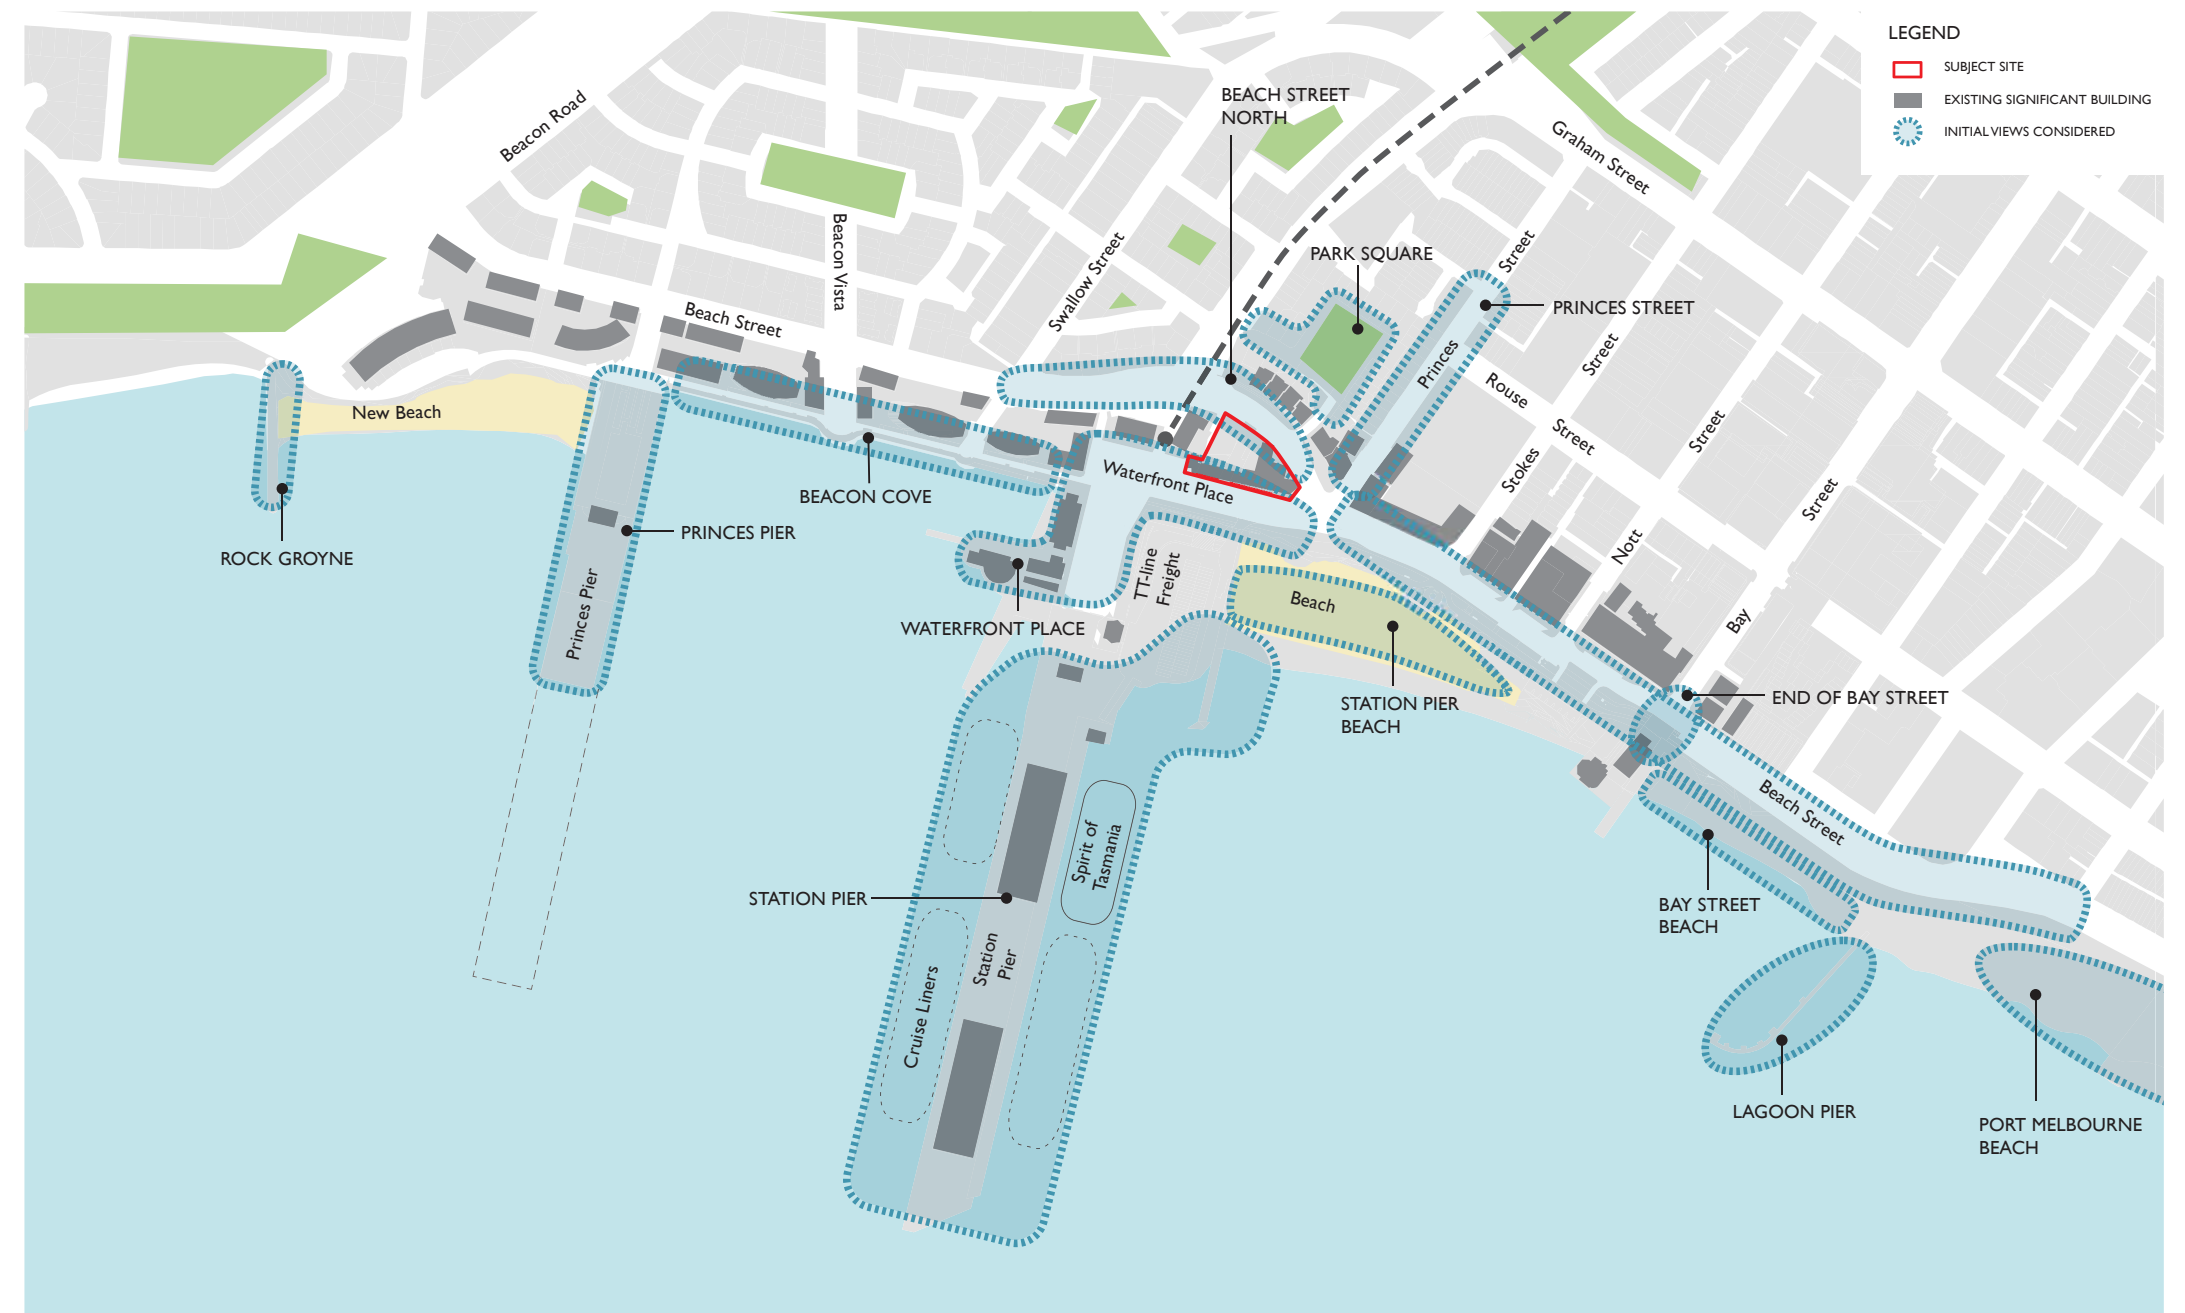 LEGEND
SUBJECT SITE
EXISTING SIGNIFICANT BUILDING
INITIAL VIEWS CONSIDERED
BEACH STREET
NORTH
Beacon Road
Graham Street
Beacon Vista
Swallow Street
PARK SQUARE
Street
PRINCES STREET
Beach Street
Princes
Street
Rouse
Street
New Beach
Stokes
Street
Waterfront Place
BEACON COVE
Street
PRINCES PIER
ROCK GROYNE
Nott
TT-line
Freight
Beach
Princes Pier
WATERFRONT PLACE
Bay
STATION PIER
BEACH
END OF BAY STREET
Beach Street
Spirit of
Tasmania
STATION PIER
BAY STREET
BEACH
Station
Pier
Cruise Liners
LAGOON PIER
PORT MELBOURNE
BEACH